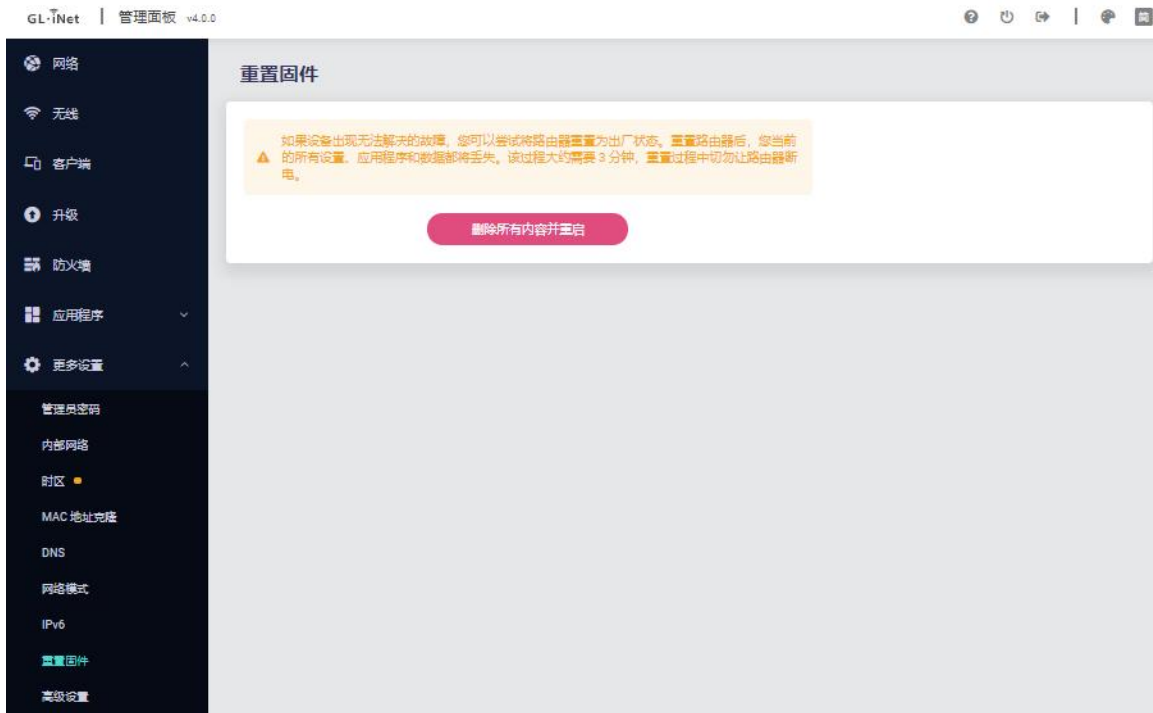 GL·iNet | 管理面板 v4.0.0
简
网络
无线
客户端
升级
防火墙
应用程序
更多设置
管理员密码
内部网络
时区
MAC 地址克隆
DNS
网络模式
IPv6
重置固件
高级设置
重置固件
如果设备出现无法解决的故障，您可以尝试将路由器重置为出厂状态。重置路由器后，您当前
的所有设置、应用程序和数据都将丢失。该过程大约需要 3 分钟，重置过程中切勿让路由器断
电。
删除所有内容并重启